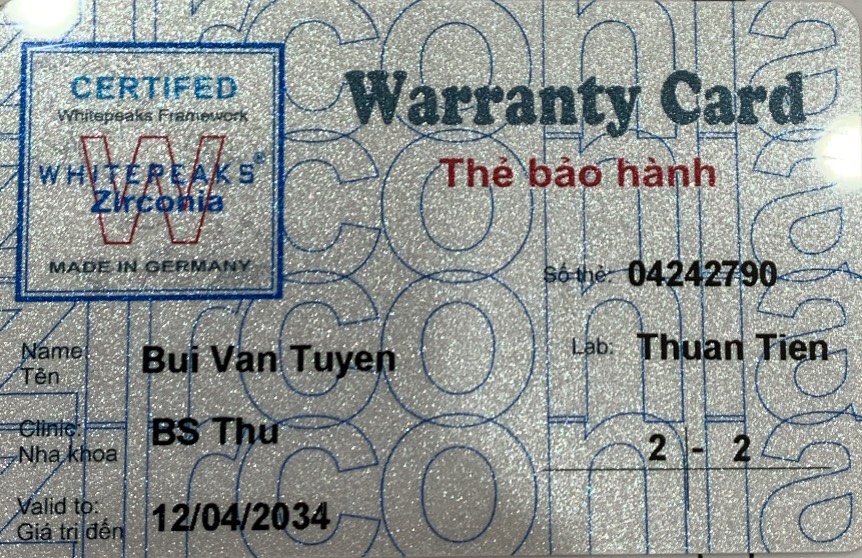 CERTIFED
Whitepeaks Framework
WHITEPEAKS®
Zirconia
MADE IN GERMANY
Warranty Card
Thẻ bảo hành
Số thẻ: 04242790
Name: Bui Van Tuyen
Tên
Lab: Thuan Tien
Clinic BS Thu
Nha khoa
2 - 2
Valid to: 12/04/2034
Giá trị đến